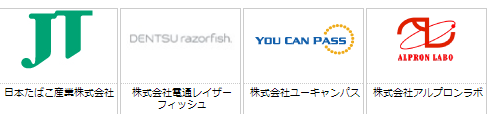 JT
DENTSU razorfish.
YOU CAN PASS
ALPRON LABO
日本たばこ産業株式会社
株式会社電通レイザー
フィッシュ
株式会社ユーキャンパス
株式会社アルプロンラボ